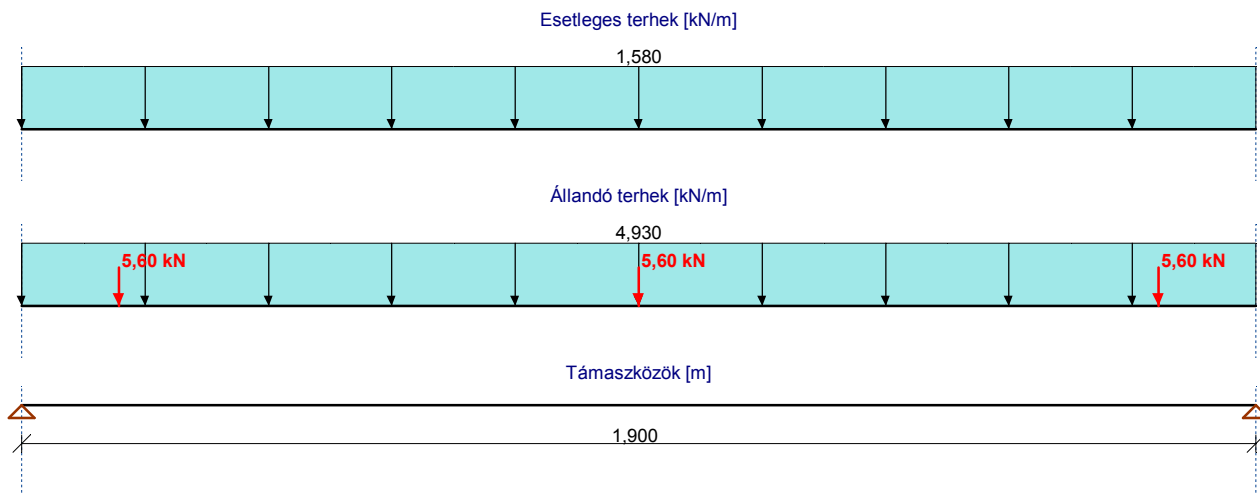 Esetleges terhek [kN/m]
1,580
Állandó terhek [kN/m]
4,930
5,60 kN 5,60 kN 5,60 kN
Támaszközök [m]
1,900